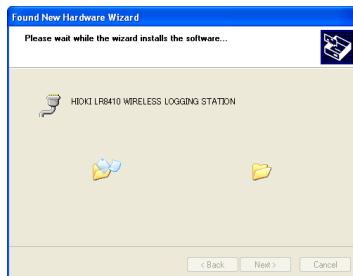 Found New Hardware Wizard
Please wait while the wizard installs the software...
HIOKI LR8410 WIRELESS LOGGING STATION
< Back
Next >
Cancel